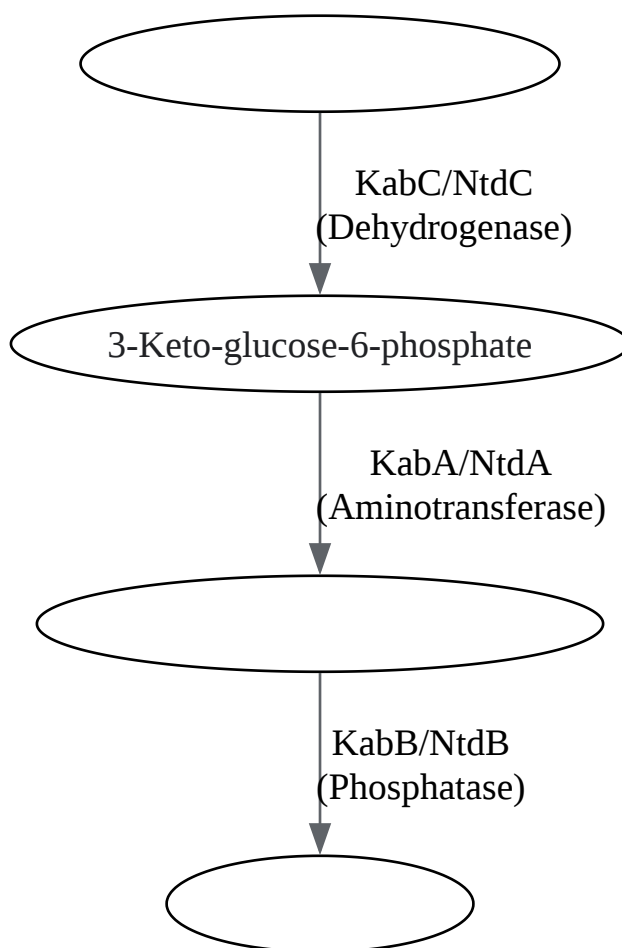 KabC/NtdC
(Dehydrogenase)
3-Keto-glucose-6-phosphate
KabA/NtdA
(Aminotransferase)
KabB/NtdB
(Phosphatase)